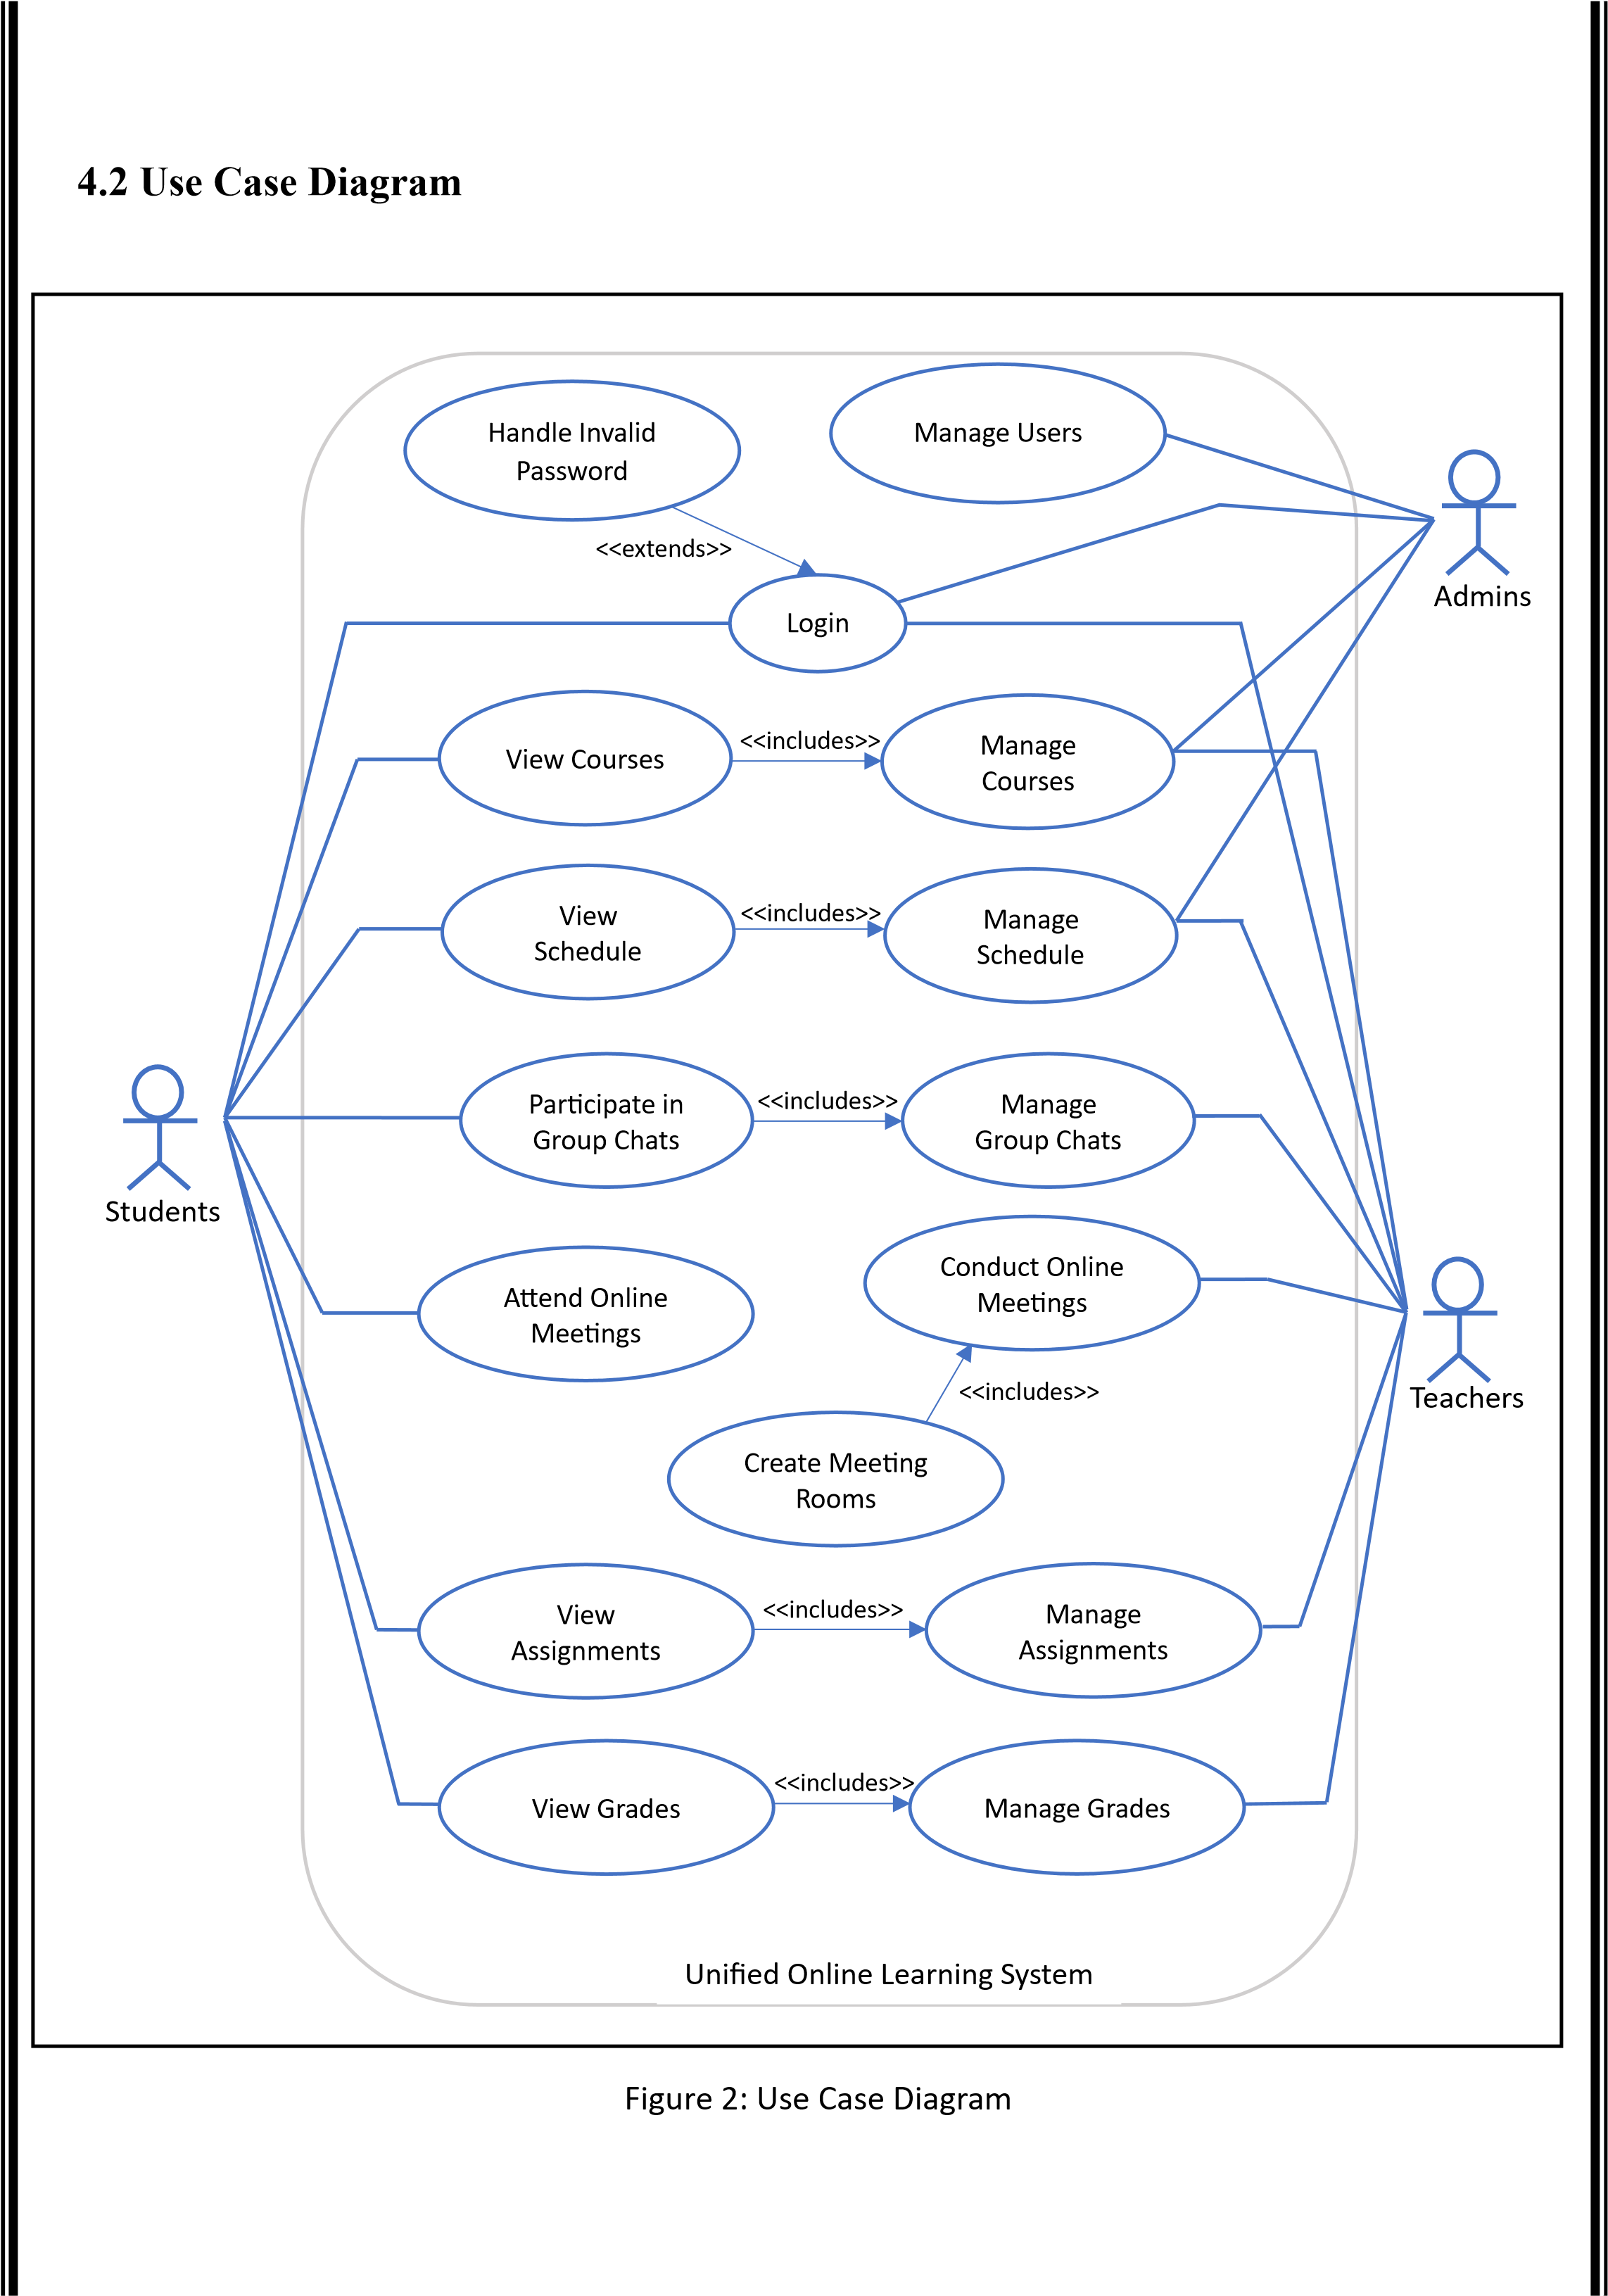 4.2 Use Case Diagram
Handle Invalid
Password
Manage Users
<<extends>>
Login
Admins
View Courses
<<includes>>
Manage
Courses
View
Schedule
<<includes>>
Manage
Schedule
Participate in
Group Chats
<<includes>>
Manage
Group Chats
Students
Attend Online
Meetings
Conduct Online
Meetings
<<includes>>
Teachers
Create Meeting
Rooms
View
Assignments
<<includes>>
Manage
Assignments
View Grades
<<includes>>
Manage Grades
Unified Online Learning System
Figure 2: Use Case Diagram